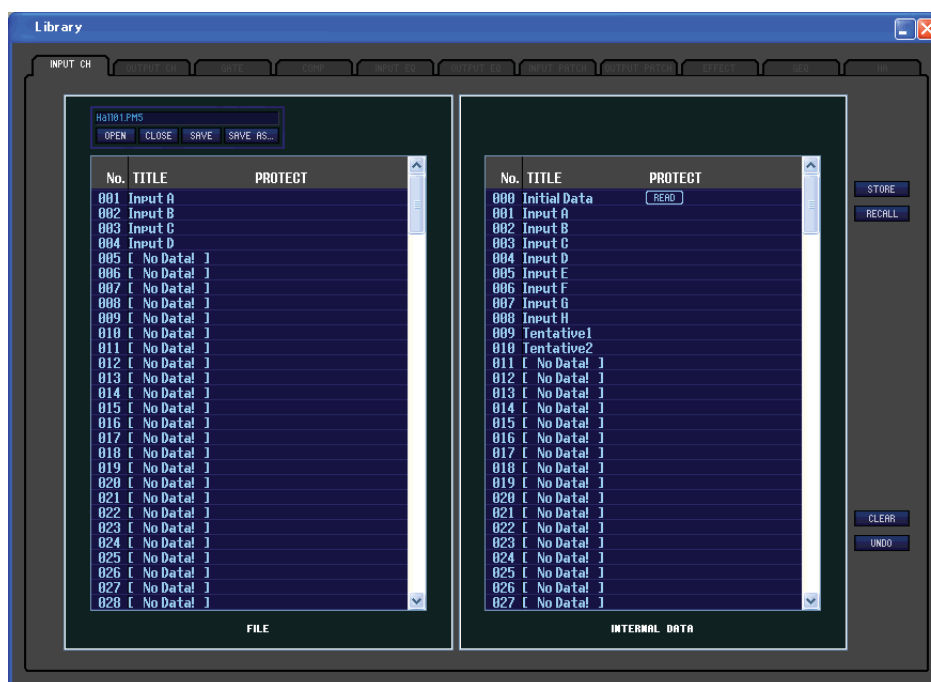 Library
INPUT CH OUTPUT CH GATE COMP INPUT EQ OUTPUT EQ INPUT PATCH OUTPUT PATCH EFFECT GEQ HA
Hall01.PM5
OPEN CLOSE SAVE SAVE AS...
No. TITLE PROTECT
001 Input A
002 Input B
003 Input C
004 Input D
005 [ No Data! ]
006 [ No Data! ]
007 [ No Data! ]
008 [ No Data! ]
009 [ No Data! ]
010 [ No Data! ]
011 [ No Data! ]
012 [ No Data! ]
013 [ No Data! ]
014 [ No Data! ]
015 [ No Data! ]
016 [ No Data! ]
017 [ No Data! ]
018 [ No Data! ]
019 [ No Data! ]
020 [ No Data! ]
021 [ No Data! ]
022 [ No Data! ]
023 [ No Data! ]
024 [ No Data! ]
025 [ No Data! ]
026 [ No Data! ]
027 [ No Data! ]
028 [ No Data! ]
FILE
No. TITLE PROTECT
000 Initial Data READ
001 Input A
002 Input B
003 Input C
004 Input D
005 Input E
006 Input F
007 Input G
008 Input H
009 Tentative1
010 Tentative2
011 [ No Data! ]
012 [ No Data! ]
013 [ No Data! ]
014 [ No Data! ]
015 [ No Data! ]
016 [ No Data! ]
017 [ No Data! ]
018 [ No Data! ]
019 [ No Data! ]
020 [ No Data! ]
021 [ No Data! ]
022 [ No Data! ]
023 [ No Data! ]
024 [ No Data! ]
025 [ No Data! ]
026 [ No Data! ]
027 [ No Data! ]
INTERNAL DATA
STORE
RECALL
CLEAR
UNDO